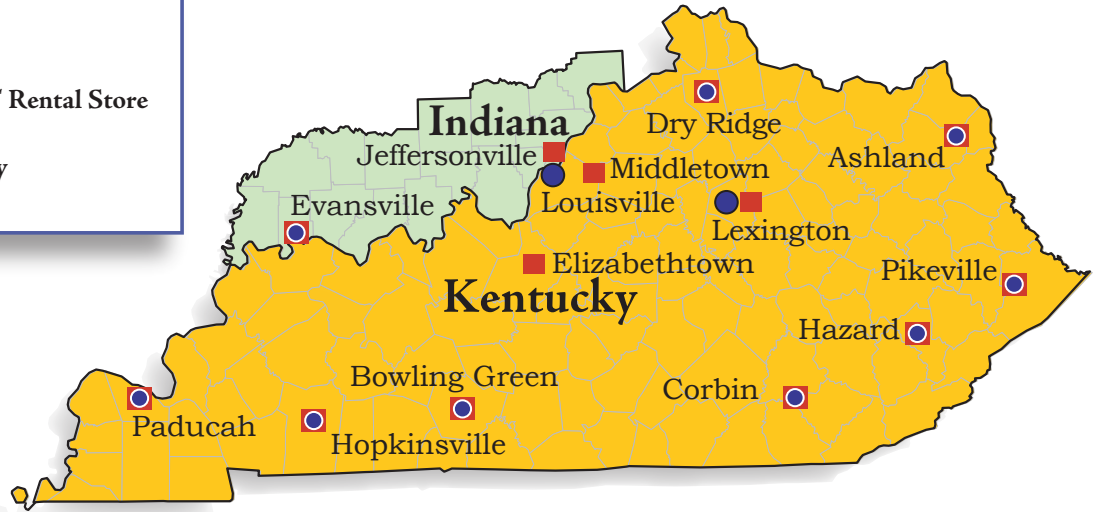 Rental Store
y
Indiana
Jeffersonville
Evansville
Dry Ridge
Middletown
Louisville
Ashland
Lexington
Elizabethtown
Kentucky
Pikeville
Hazard
Bowling Green
Corbin
Paducah
Hopkinsville